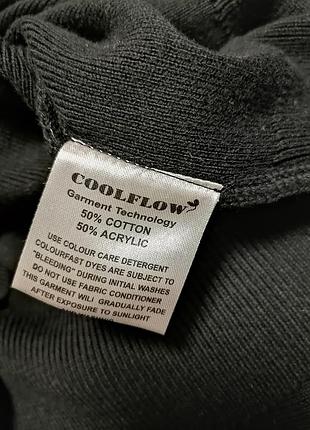 COOLFLOW
Garment Technology
50% COTTON
50% ACRYLIC
USE COLOUR CARE DETERGENT
COLOURFAST DYES ARE SUBJECT TO
"BLEEDING" DURING INITIAL WASHES
DO NOT USE FABRIC CONDITIONER
THIS GARMENT WILL GRADUALLY FADE
AFTER EXPOSURE TO SUNLIGHT